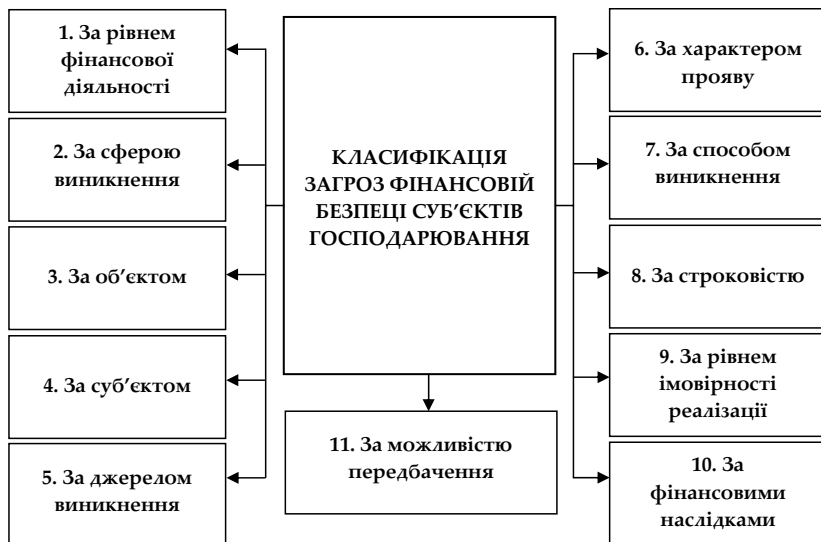 1. За рівнем
фінансової
діяльності
2. За сферою
виникнення
3. За об’єктом
4. За суб’єктом
5. За джерелом
виникнення
КЛАСИФІКАЦІЯ
ЗАГРОЗ ФІНАНСОВІЙ
БЕЗПЕЦІ СУБ’ЄКТІВ
ГОСПОДАРЮВАННЯ
11. За можливістю
передбачення
6. За характером
прояву
7. За способом
виникнення
8. За строковістю
9. За рівнем
імовірності
реалізації
10. За
фінансовими
наслідками